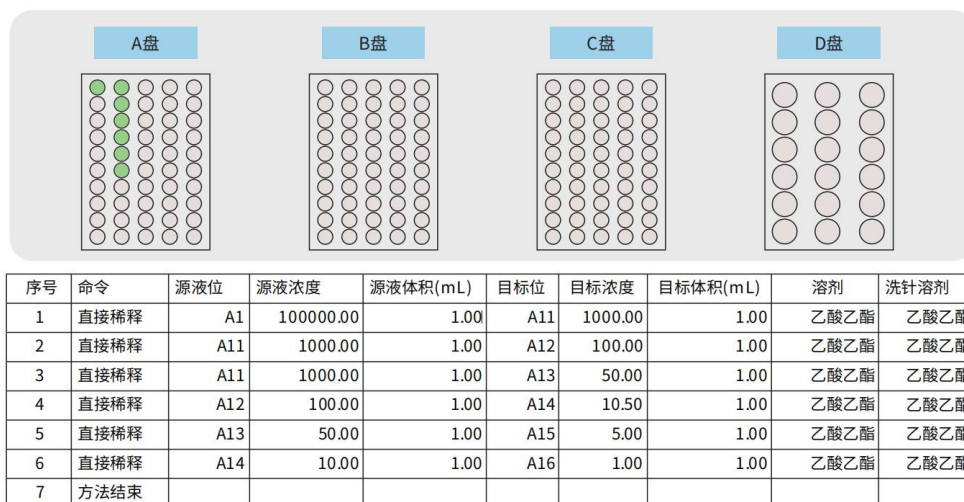 A盘 B盘 C盘 D盘
序号 命令 源液位 源液浓度 源液体积(mL) 目标位 目标浓度 目标体积(mL) 溶剂 洗针溶剂
1 直接稀释 A1 100000.00 1.00 A11 1000.00 1.00 乙酸乙酯 乙酸乙酯
2 直接稀释 A11 1000.00 1.00 A12 100.00 1.00 乙酸乙酯 乙酸乙酯
3 直接稀释 A11 1000.00 1.00 A13 50.00 1.00 乙酸乙酯 乙酸乙酯
4 直接稀释 A12 100.00 1.00 A14 10.50 1.00 乙酸乙酯 乙酸乙酯
5 直接稀释 A13 50.00 1.00 A15 5.00 1.00 乙酸乙酯 乙酸乙酯
6 直接稀释 A14 10.00 1.00 A16 1.00 1.00 乙酸乙酯 乙酸乙酯
7 方法结束